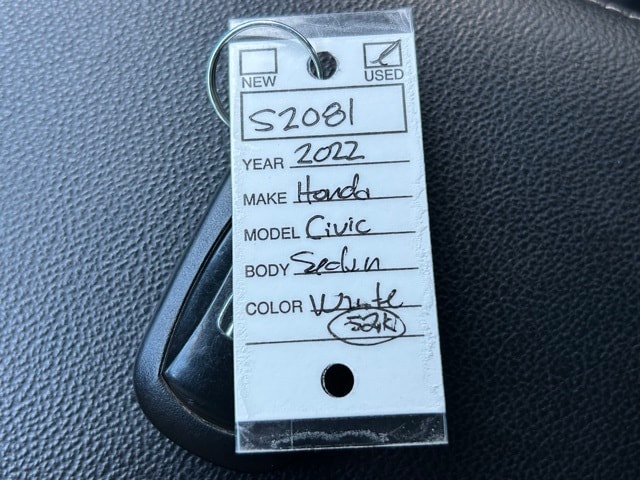 NEW USED
S2081
YEAR 2022
MAKE Honda
MODEL Civic
BODY Sedan
COLOR White
52k